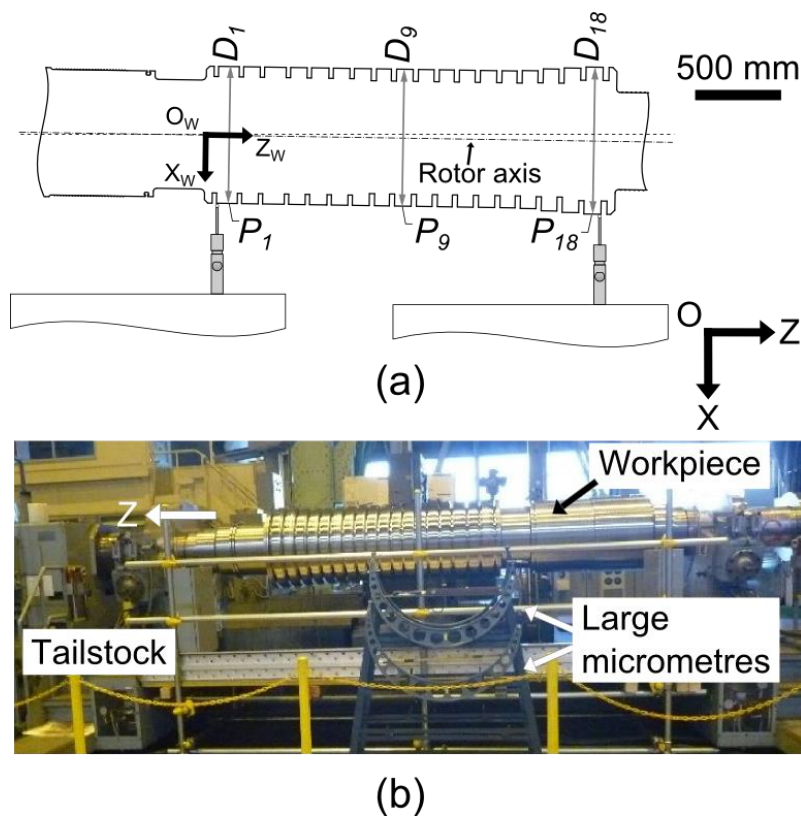 D1
D9
D18
500 mm
OW
ZW
XW
Rotor axis
P1
P9
P18
O
Z
X
(a)
Workpiece
Z
Tailstock
Large
micrometres
(b)